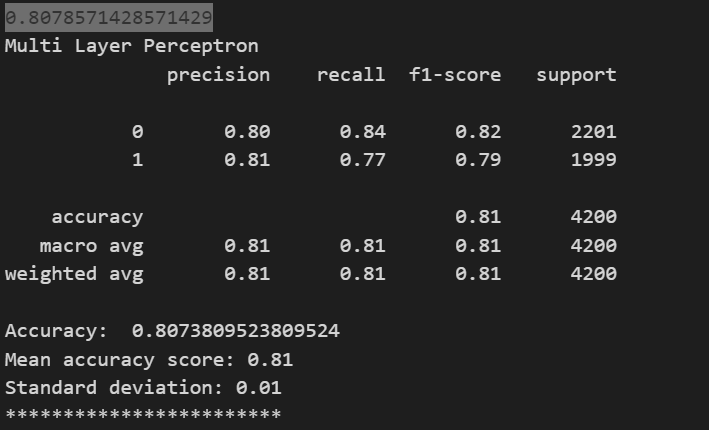 0.8078571428571429
Multi Layer Perceptron
precision recall f1-score support
0 0.80 0.84 0.82 2201
1 0.81 0.77 0.79 1999
accuracy 0.81 4200
macro avg 0.81 0.81 0.81 4200
weighted avg 0.81 0.81 0.81 4200
Accuracy: 0.8073809523809524
Mean accuracy score: 0.81
Standard deviation: 0.01
************************